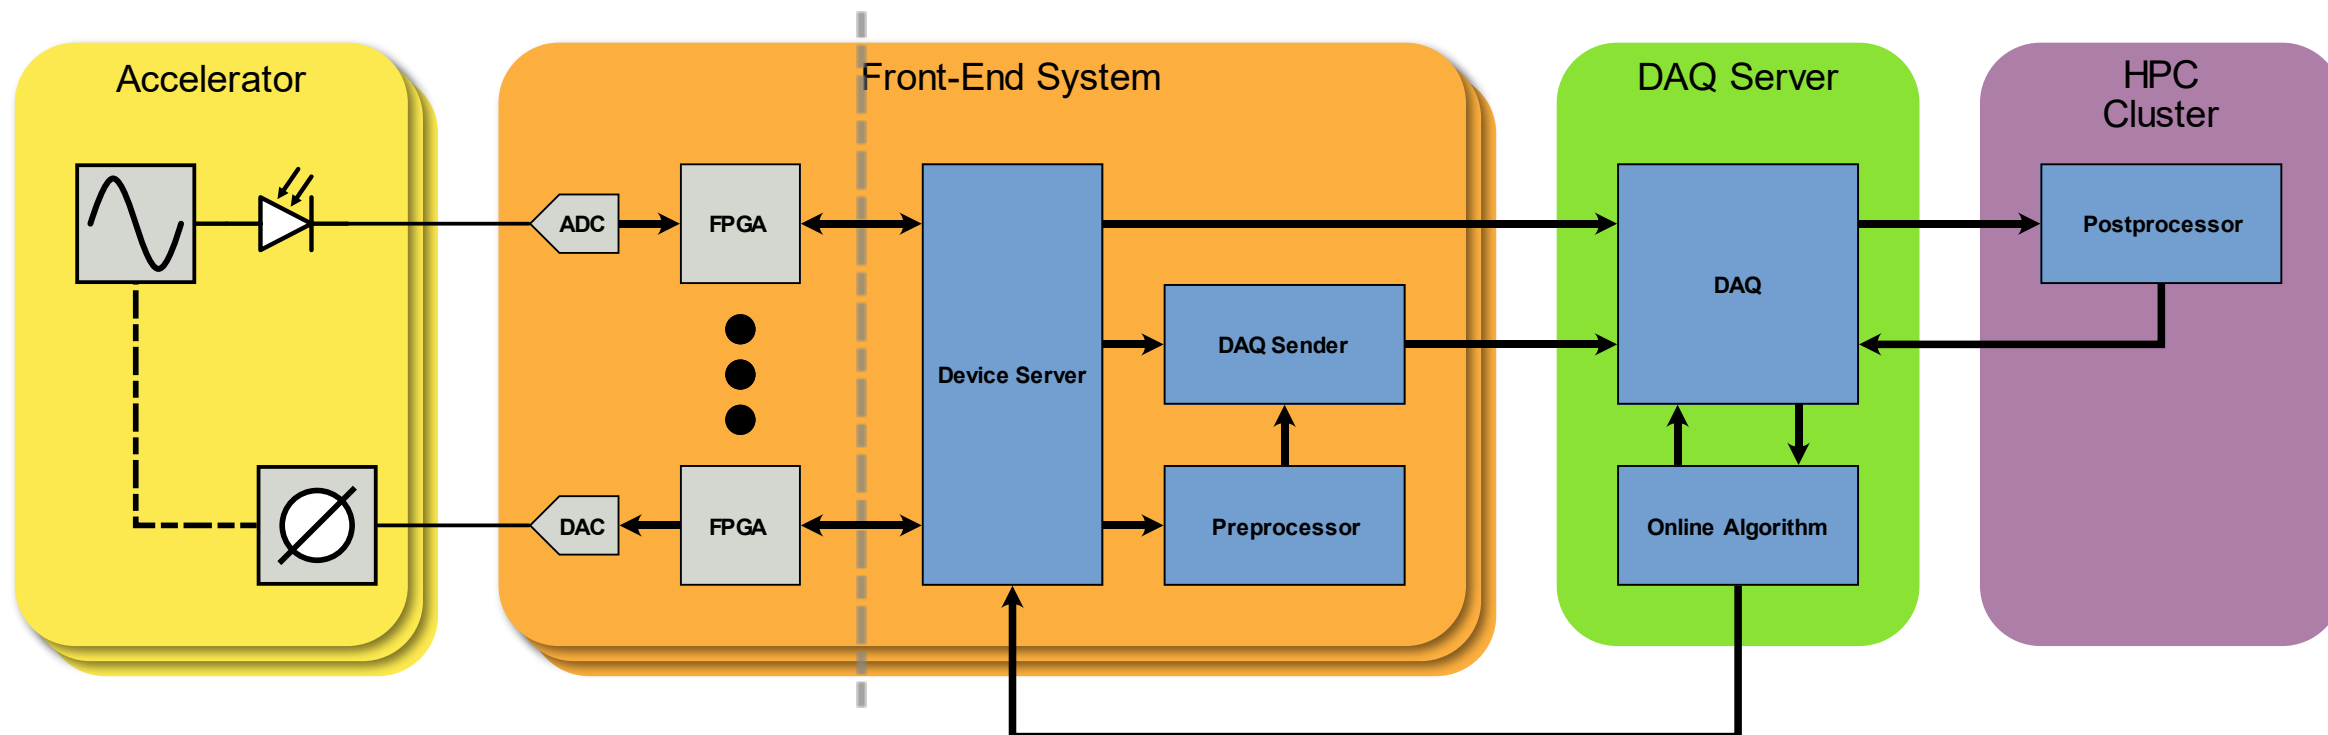 Accelerator
Front-End System
DAQ Server
HPC
Cluster
ADC
FPGA
Device Server
DAQ Sender
DAQ
Postprocessor
DAC
FPGA
Preprocessor
Online Algorithm